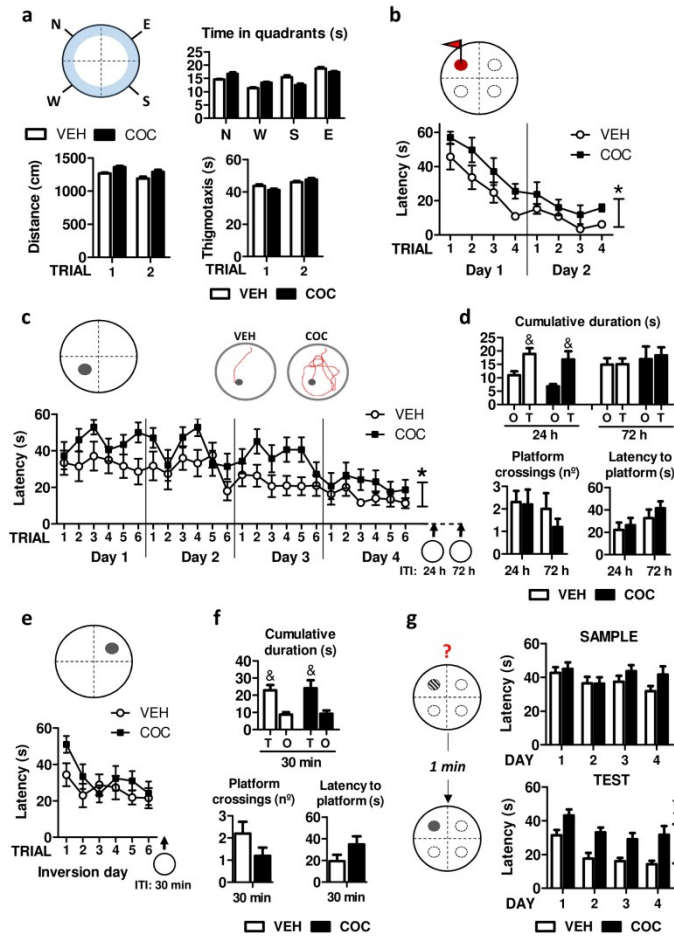 a
N
E
W
S
VEH
COC
Time in quadrants (s)
20
15
10
5
0
N W S E
Distance (cm)
1500
1000
500
0
TRIAL 1 2
Thigmotaxis (s)
60
40
20
0
TRIAL 1 2
VEH COC
b
VEH
COC
Latency (s)
60
40
20
0
*
TRIAL 1 2 3 4 1 2 3 4
Day 1 Day 2
c
VEH COC
VEH
COC
Latency (s)
60
40
20
0
*
TRIAL 1 2 3 4 5 6 1 2 3 4 5 6 1 2 3 4 5 6 1 2 3 4 5 6
Day 1 Day 2 Day 3 Day 4
ITI: 24 h 72 h
d
Cumulative duration (s)
25
20
15
10
5
0
& &
O T O T O T O T
24 h 72 h
Platform crossings (nº)
3
2
1
0
24 h 72 h
Latency to platform (s)
80
60
40
20
0
24 h 72 h
VEH COC
e
VEH
COC
Latency (s)
60
40
20
0
TRIAL 1 2 3 4 5 6
Inversion day
ITI: 30 min
f
Cumulative duration (s)
40
30
20
10
0
& &
T O T O
30 min
Platform crossings (nº)
3
2
1
0
30 min
Latency to platform (s)
80
60
40
20
0
30 min
VEH COC
g
?
1 min
SAMPLE
Latency (s)
60
40
20
0
DAY 1 2 3 4
TEST
Latency (s)
60
40
20
0
DAY 1 2 3 4
VEH COC